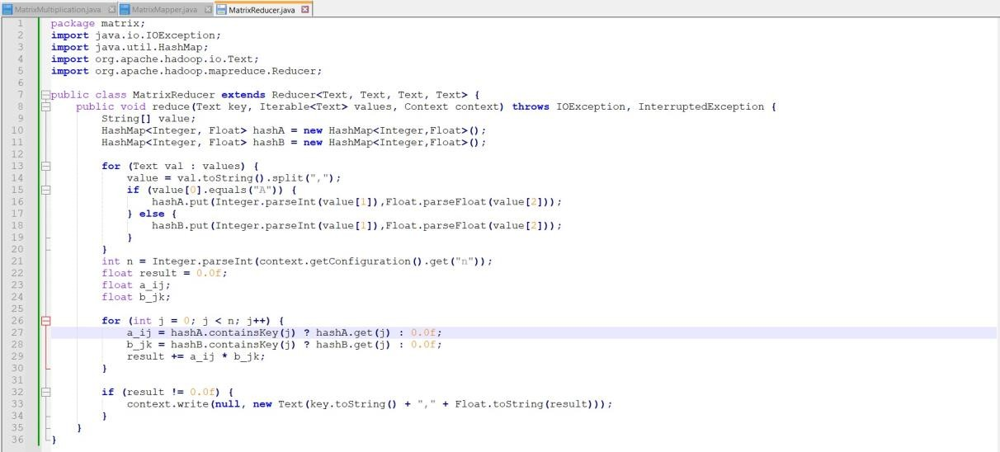 MatrixMultiplication.java MatrixMapper.java MatrixReducer.java
1 package matrix;
2 import java.io.IOException;
3 import java.util.HashMap;
4 import org.apache.hadoop.io.Text;
5 import org.apache.hadoop.mapreduce.Reducer;
6
7 public class MatrixReducer extends Reducer<Text, Text, Text, Text> {
8     public void reduce(Text key, Iterable<Text> values, Context context) throws IOException, InterruptedException {
9         String[] value;
10         HashMap<Integer, Float> hashA = new HashMap<Integer,Float>();
11         HashMap<Integer, Float> hashB = new HashMap<Integer,Float>();
12
13         for (Text val : values) {
14             value = val.toString().split(",");
15             if (value[0].equals("A")) {
16                 hashA.put(Integer.parseInt(value[1]),Float.parseFloat(value[2]));
17             } else {
18                 hashB.put(Integer.parseInt(value[1]),Float.parseFloat(value[2]));
19             }
20         }
21         int n = Integer.parseInt(context.getConfiguration().get("n"));
22         float result = 0.0f;
23         float a_ij;
24         float b_jk;
25
26         for (int j = 0; j < n; j++) {
27             a_ij = hashA.containsKey(j) ? hashA.get(j) : 0.0f;
28             b_jk = hashB.containsKey(j) ? hashB.get(j) : 0.0f;
29             result += a_ij * b_jk;
30         }
31
32         if (result != 0.0f) {
33             context.write(null, new Text(key.toString() + "," + Float.toString(result)));
34         }
35     }
36 }